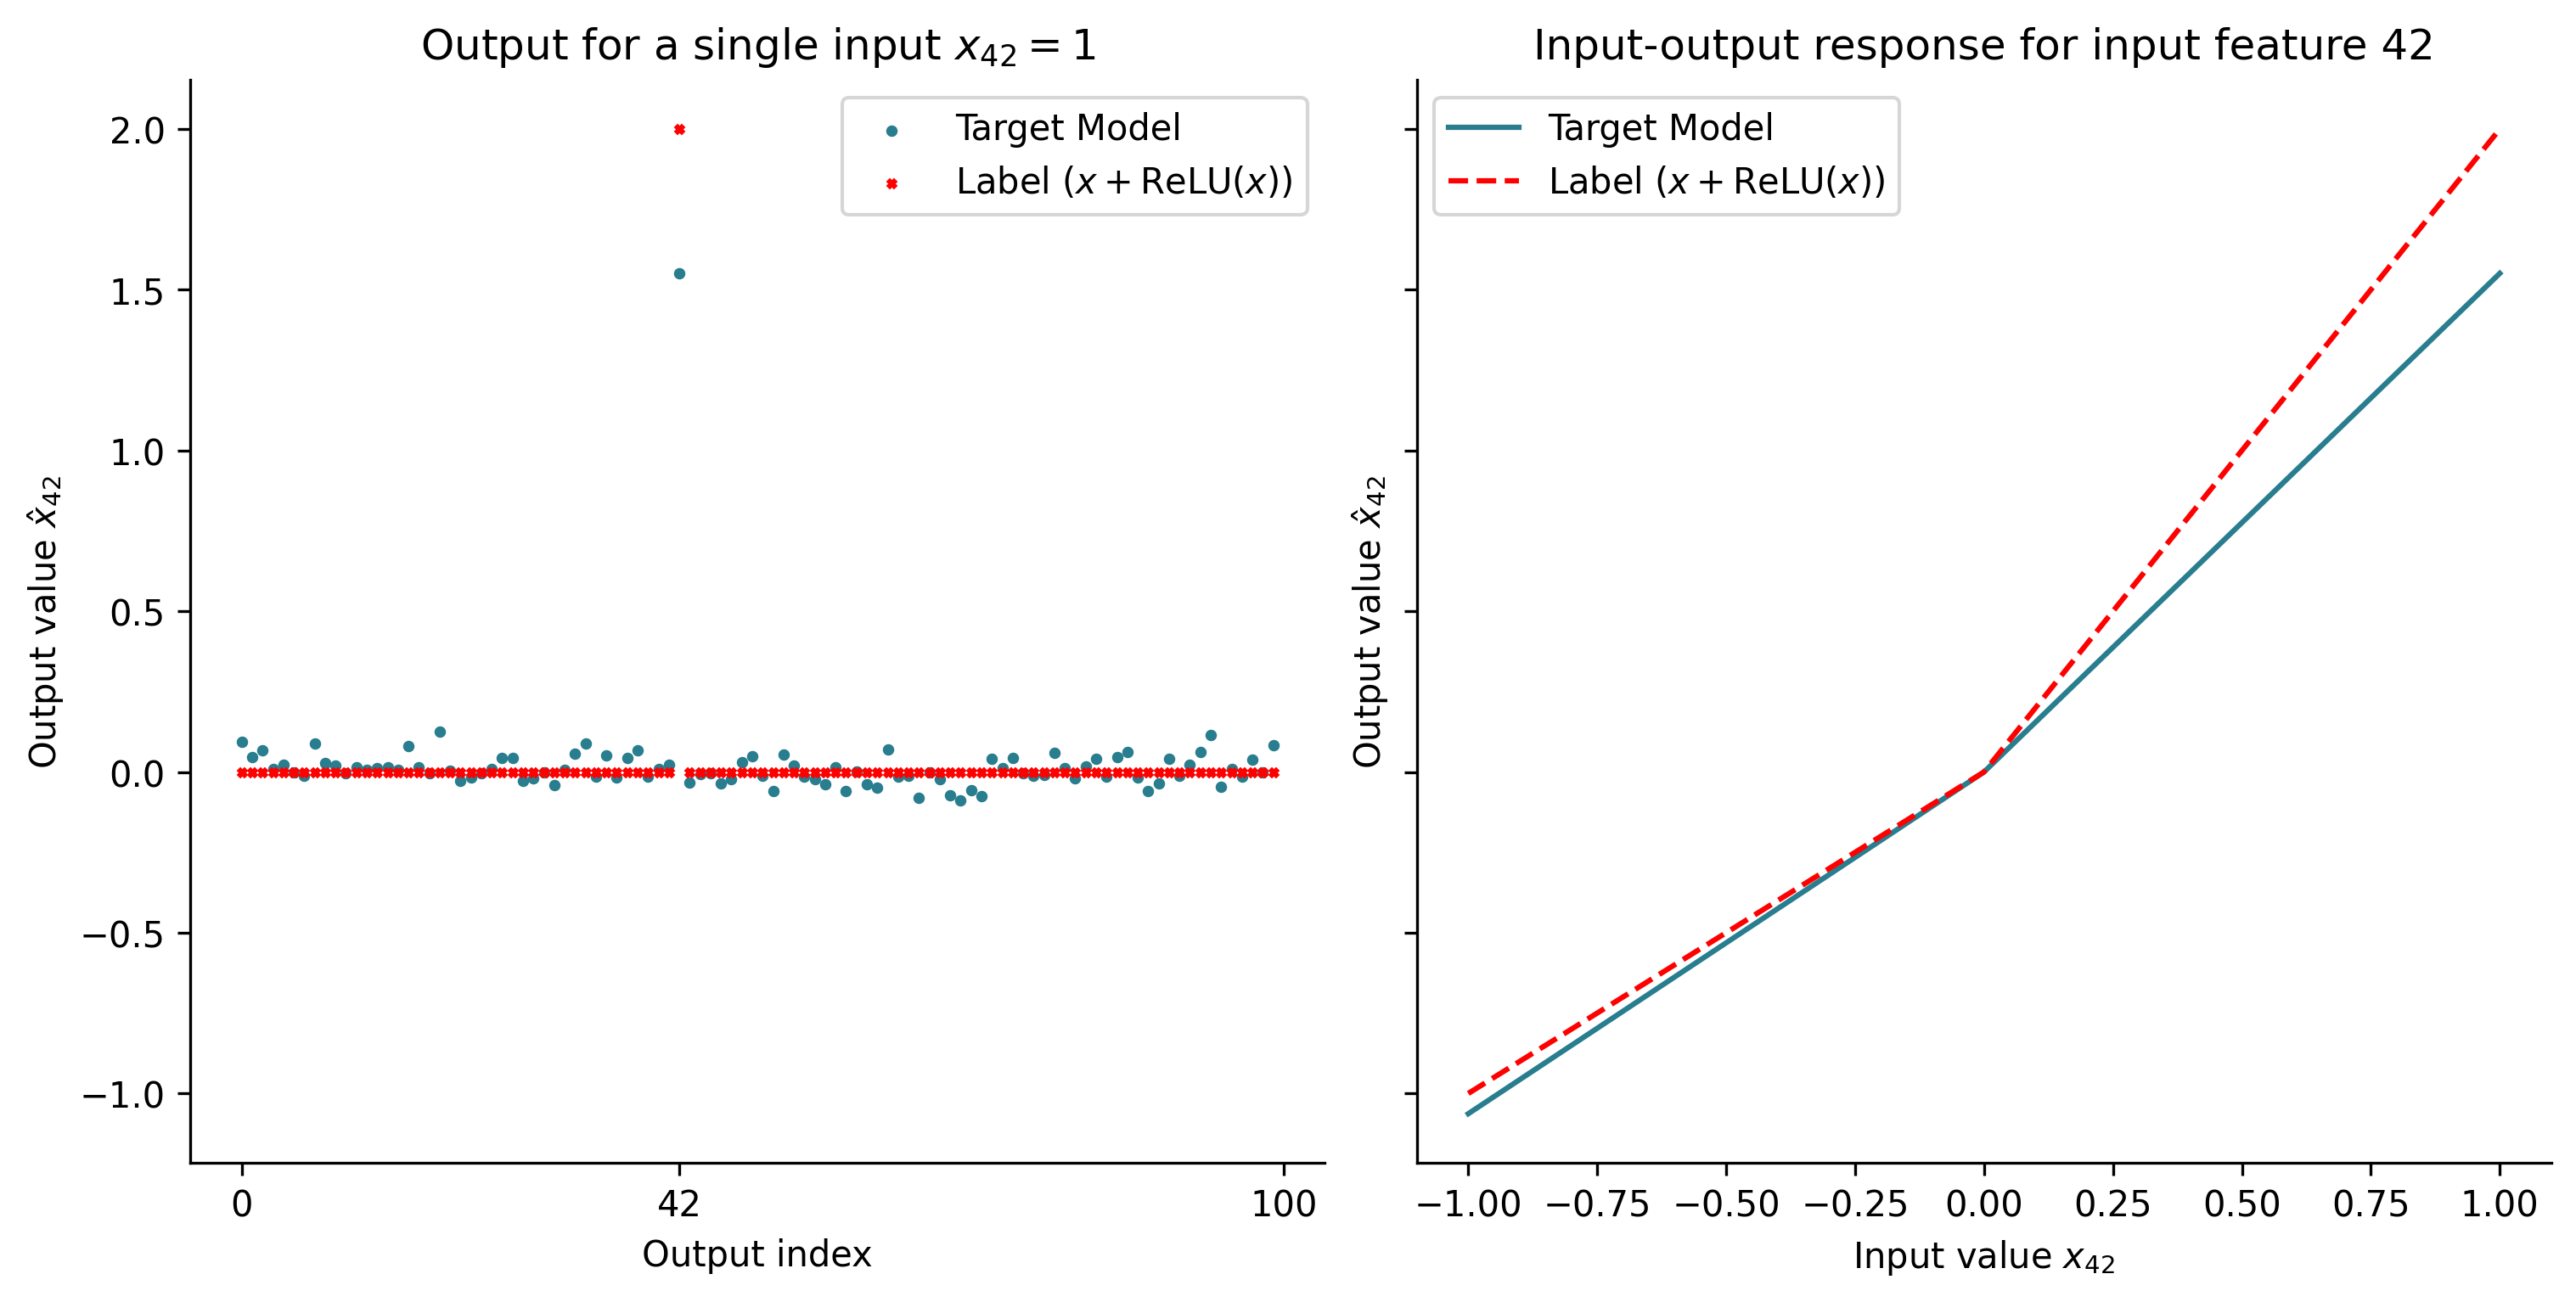 Output for a single input x₄₂ = 1
Target Model
Label (x + ReLU(x))
2.0
1.5
1.0
0.5
0.0
−0.5
−1.0
Output value x̂₄₂
0
42
100
Output index
Input-output response for input feature 42
Target Model
Label (x + ReLU(x))
Output value x̂₄₂
−1.00
−0.75
−0.50
−0.25
0.00
0.25
0.50
0.75
1.00
Input value x₄₂